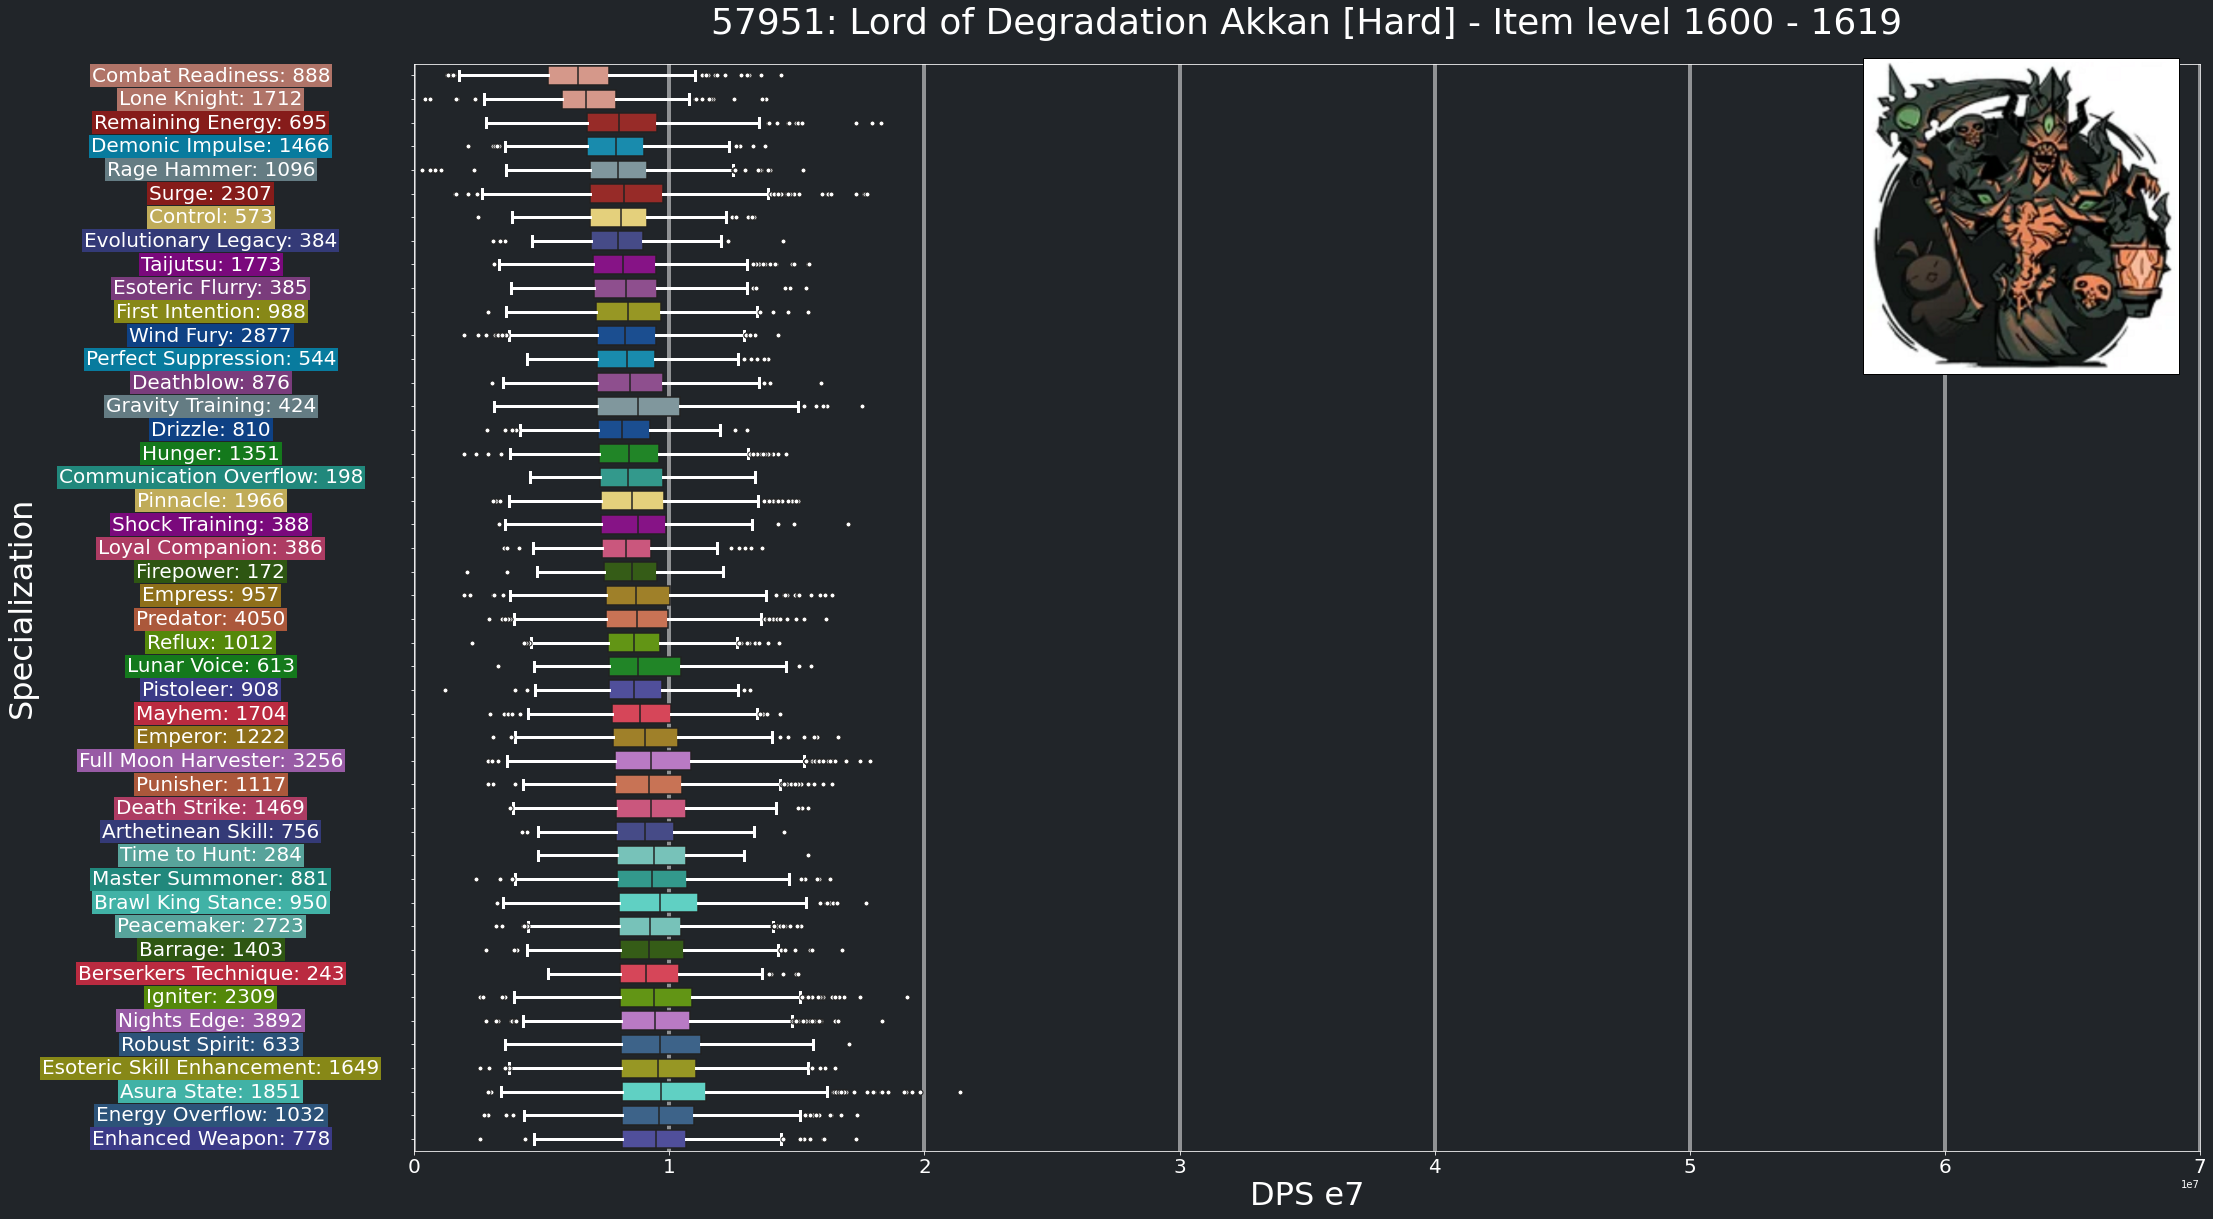 57951: Lord of Degradation Akkan [Hard] - Item level 1600 - 1619
Specialization
Combat Readiness: 888
Lone Knight: 1712
Remaining Energy: 695
Demonic Impulse: 1466
Rage Hammer: 1096
Surge: 2307
Control: 573
Evolutionary Legacy: 384
Taijutsu: 1773
Esoteric Flurry: 385
First Intention: 988
Wind Fury: 2877
Perfect Suppression: 544
Deathblow: 876
Gravity Training: 424
Drizzle: 810
Hunger: 1351
Communication Overflow: 198
Pinnacle: 1966
Shock Training: 388
Loyal Companion: 386
Firepower: 172
Empress: 957
Predator: 4050
Reflux: 1012
Lunar Voice: 613
Pistoleer: 908
Mayhem: 1704
Emperor: 1222
Full Moon Harvester: 3256
Punisher: 1117
Death Strike: 1469
Arthetinean Skill: 756
Time to Hunt: 284
Master Summoner: 881
Brawl King Stance: 950
Peacemaker: 2723
Barrage: 1403
Berserkers Technique: 243
Igniter: 2309
Nights Edge: 3892
Robust Spirit: 633
Esoteric Skill Enhancement: 1649
Asura State: 1851
Energy Overflow: 1032
Enhanced Weapon: 778
0 1 2 3 4 5 6 7
1e7
DPS e7